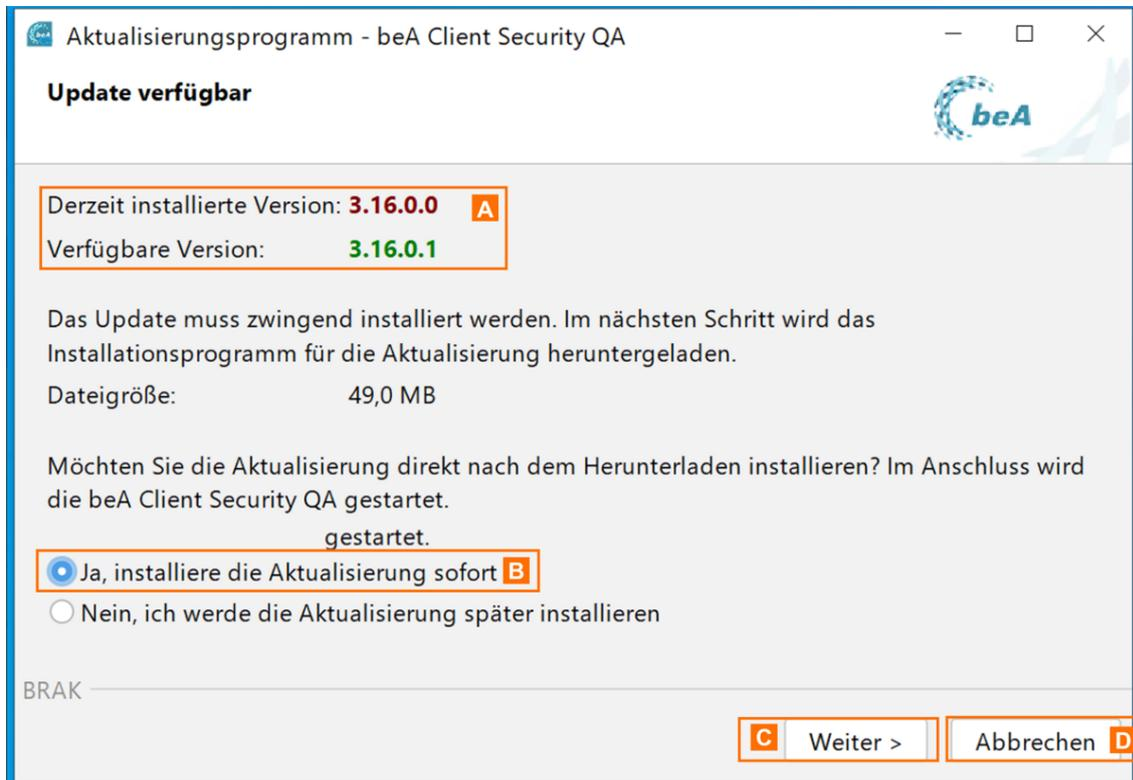 Aktualisierungsprogramm - beA Client Security QA
Update verfügbar
beA
Derzeit installierte Version: 3.16.0.0 A
Verfügbare Version: 3.16.0.1
Das Update muss zwingend installiert werden. Im nächsten Schritt wird das
Installationsprogramm für die Aktualisierung heruntergeladen.
Dateigröße: 49,0 MB
Möchten Sie die Aktualisierung direkt nach dem Herunterladen installieren? Im Anschluss wird
die beA Client Security QA gestartet.
gestartet.
Ja, installiere die Aktualisierung sofort B
Nein, ich werde die Aktualisierung später installieren
BRAK
C Weiter > Abbrechen D